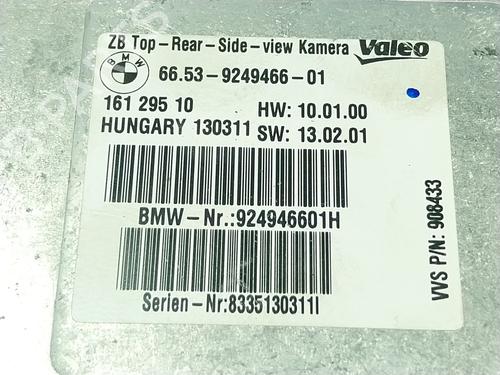 ZB Top-Rear-Side-view Kamera Valeo
BMW
66.53-9249466-01
161 295 10 HW: 10.01.00
HUNGARY 130311 SW: 13.02.01
BMW-Nr.:924946601H
Serien-Nr:8335130311I
VVS P/N: 908433